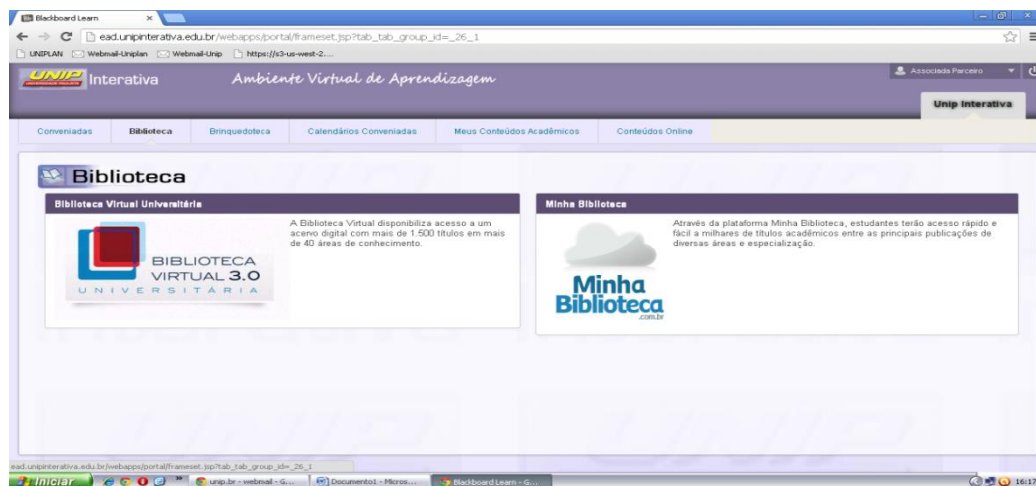 Blackboard Learn
ead.unipinterativa.edu.br/webapps/portal/frameset.jsp?tab_tab_group_id=_26_1
UNIPLAN Webmail-Uniplan Webmail-Unip https://s3-us-west-2....
UNIP Interativa Ambiente Virtual de Aprendizagem Associada Parceiro
Unip Interativa
Conveniadas Biblioteca Brinquedoteca Calendários Conveniadas Meus Conteúdos Acadêmicos Conteúdos Online
Biblioteca
Biblioteca Virtual Universitária
BIBLIOTECA
VIRTUAL 3.0
UNIVERSITÁRIA
A Biblioteca Virtual disponibiliza acesso a um
acervo digital com mais de 1.500 títulos em mais
de 40 áreas de conhecimento.
Minha Biblioteca
Minha
Biblioteca
.com.br
Através da plataforma Minha Biblioteca, estudantes terão acesso rápido e
fácil a milhares de títulos acadêmicos entre as principais publicações de
diversas áreas e especialização.
ead.unipinterativa.edu.br/webapps/portal/frameset.jsp?tab_tab_group_id=_26_1
Iniciar unip.br - webmail - G... Documento1 - Micros... Blackboard Learn - G...